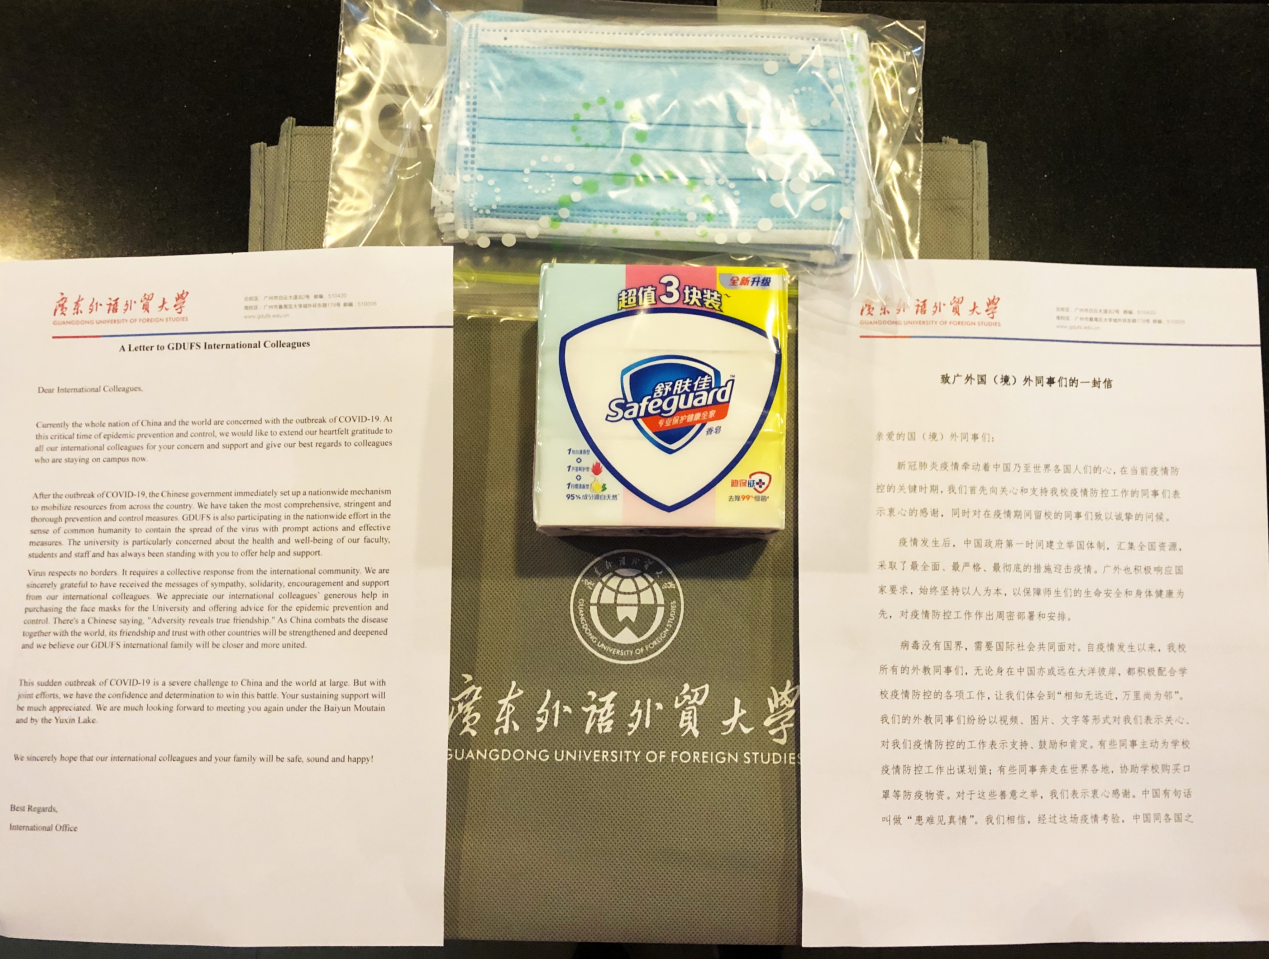 廣东外语外貿大學
GUANGDONG UNIVERSITY OF FOREIGN STUDIES
www.gdufs.edu.cn
A Letter to GDUFS International Colleagues
Dear International Colleagues,
Currently the whole nation of China and the world are concerned with the outbreak of COVID-19. At
this critical time of epidemic prevention and control, we would like to extend our heartfelt gratitude to
all our international colleagues for your concern and support and give our best regards to colleagues
who are staying on campus now.
After the outbreak of COVID-19, the Chinese government immediately set up a nationwide mechanism
to mobilize resources from across the country. We have taken the most comprehensive, stringent and
thorough prevention and control measures. GDUFS is also participating in the nationwide effort in the
sense of common humanity to contain the spread of the virus with prompt actions and effective
measures. The university is particularly concerned about the health and well-being of our faculty,
students and staff and has always been standing with you to offer help and support.
Virus respects no borders. It requires a collective response from the international community. We are
sincerely grateful to have received the messages of sympathy, solidarity, encouragement and support
from our international colleagues. We appreciate our international colleagues' generous help in
purchasing the face masks for the University and offering advice for the epidemic prevention and
control. There's a Chinese saying, "Adversity reveals true friendship." As China combats the disease
together with the world, its friendship and trust with other countries will be strengthened and deepened
and we believe our GDUFS international family will be closer and more united.
This sudden outbreak of COVID-19 is a severe challenge to China and the world at large. But with
joint efforts, we have the confidence and determination to win this battle. Your sustaining support will
be much appreciated. We are much looking forward to meeting you again under the Baiyun Moutain
and by the Yuxin Lake.
We sincerely hope that our international colleagues and your family will be safe, sound and happy!
Best Regards,
International Office
超值3块装
全新升级
舒肤佳
Safeguard™
专业保护健康全家
香皂
廣东外语外貿大學
GUANGDONG UNIVERSITY OF FOREIGN STUDIES
廣东外语外貿大學
GUANGDONG UNIVERSITY OF FOREIGN STUDIES
廣东外语外貿大學
GUANGDONG UNIVERSITY OF FOREIGN STUDIES
致广外国（境）外同事们的一封信
亲爱的国（境）外同事们：
新冠肺炎疫情牵动着中国乃至世界各国人们的心，在当前疫情防
控的关键时期，我们首先向关心和支持我校疫情防控工作的同事们表
示衷心的感谢，同时对在疫情期间留校的同事们致以诚挚的问候。
疫情发生后，中国政府第一时间建立举国体制，汇集全国资源，
采取了最全面、最严格、最彻底的措施迎击疫情。广外也积极响应国
家要求，始终坚持以人为本，以保障师生们的生命安全和身体健康为
先，对疫情防控工作作出周密部署和安排。
病毒没有国界，需要国际社会共同面对。自疫情发生以来，我校
所有的外教同事们，无论身在中国亦或远在大洋彼岸，都积极配合学
校疫情防控的各项工作，让我们体会到“相知无远近，万里尚为邻”。
我们的外教同事们纷纷以视频、图片、文字等形式对我们表示关心、
对我们疫情防控的工作表示支持、鼓励和肯定。有些同事主动为学校
疫情防控工作出谋划策；有些同事奔走在世界各地，协助学校购买口
罩等防疫物资。对于这些善意之举，我们表示衷心感谢。中国有句话
叫做“患难见真情”。我们相信，经过这场疫情考验，中国同各国之